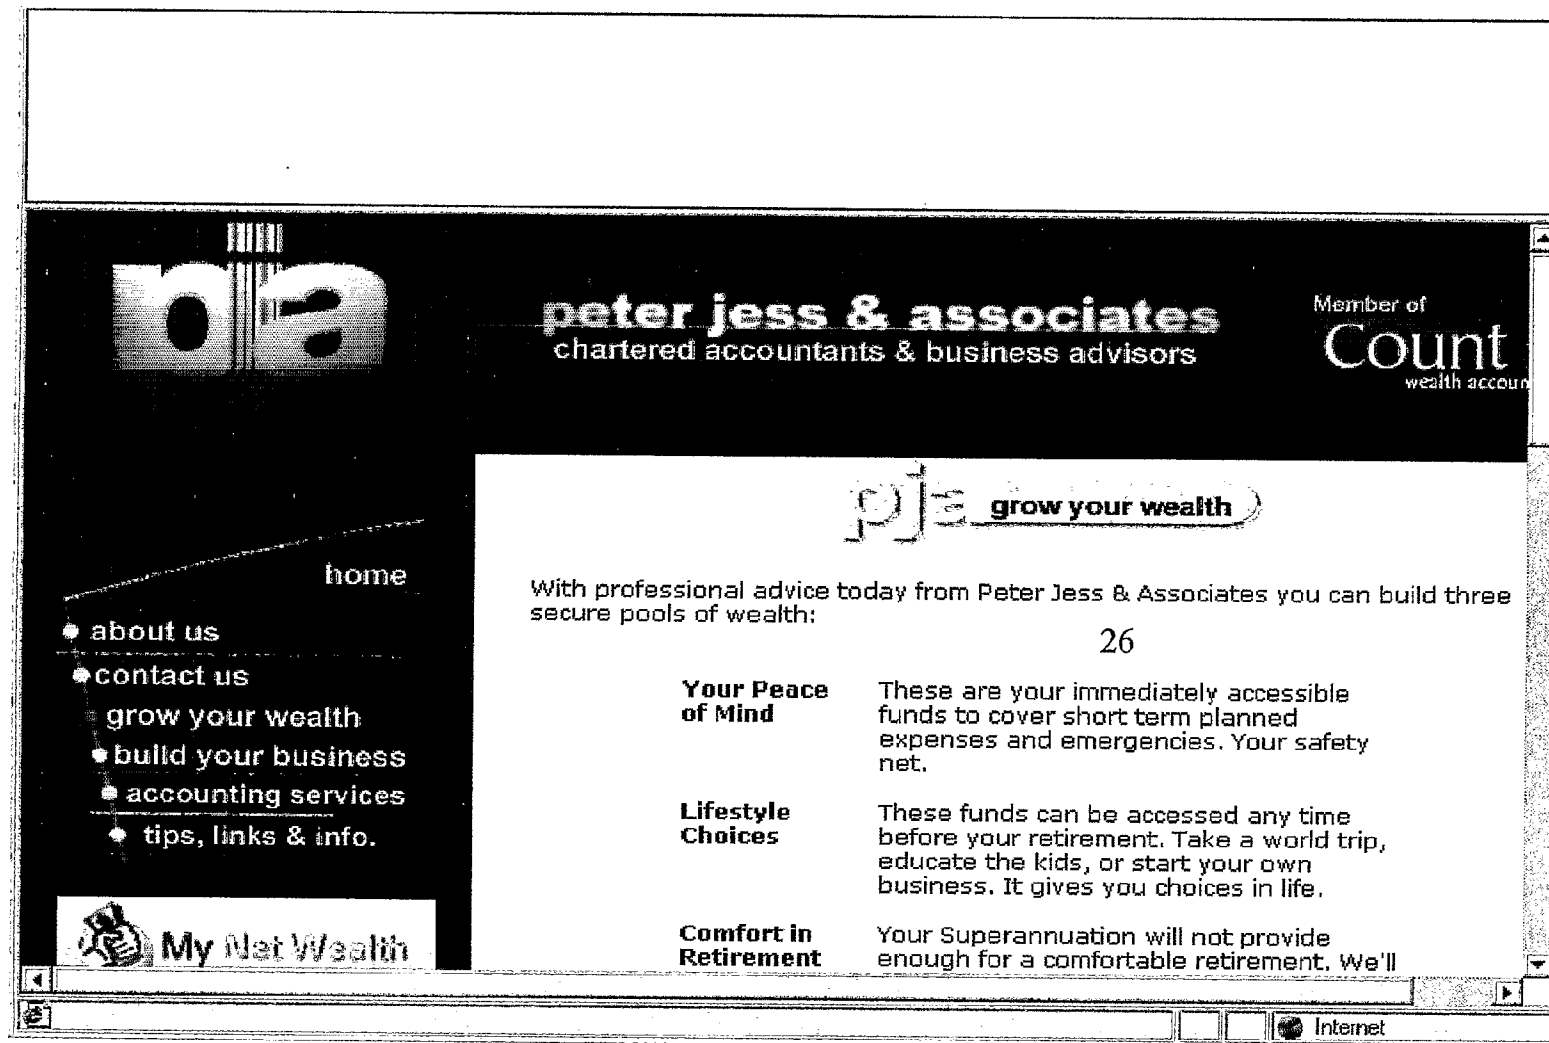 pja
peter jess & associates
chartered accountants & business advisors
Member of
Count
wealth accoun
home
about us
contact us
grow your wealth
build your business
accounting services
tips, links & info.
My Net Wealth
pja grow your wealth
With professional advice today from Peter Jess & Associates you can build three
secure pools of wealth:
26
Your Peace
of Mind
These are your immediately accessible
funds to cover short term planned
expenses and emergencies. Your safety
net.
Lifestyle
Choices
These funds can be accessed any time
before your retirement. Take a world trip,
educate the kids, or start your own
business. It gives you choices in life.
Comfort in
Retirement
Your Superannuation will not provide
enough for a comfortable retirement. We'll
Internet